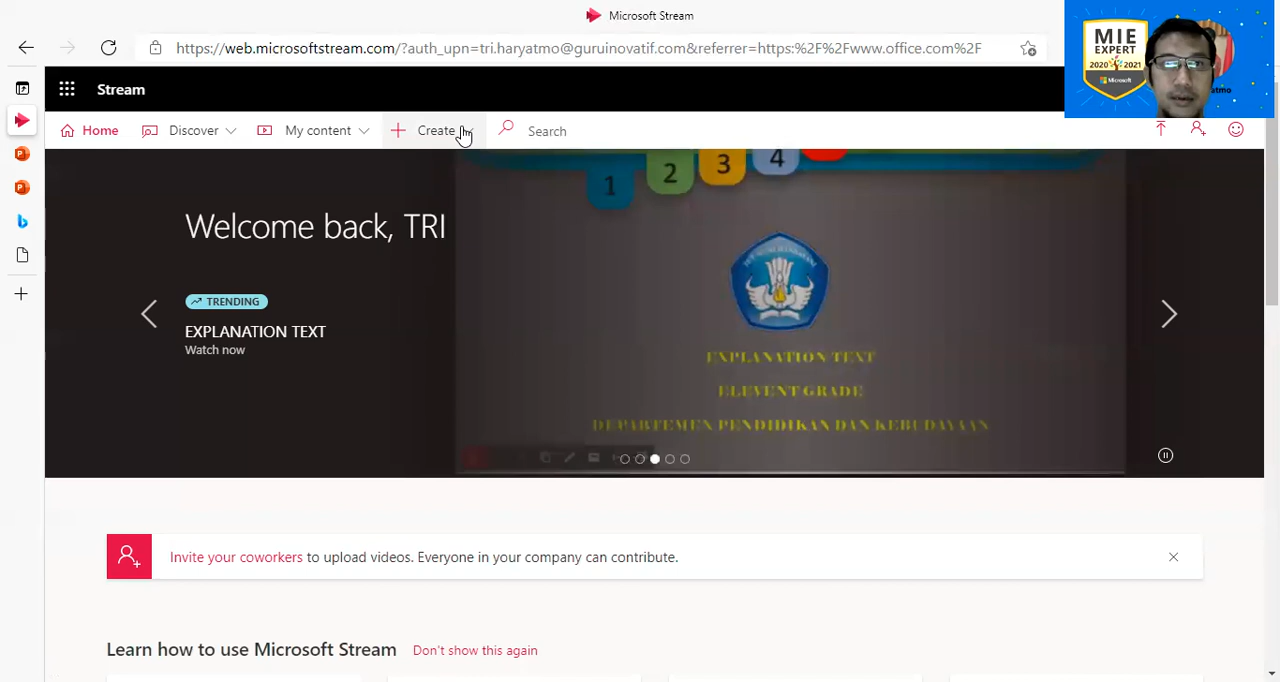 Microsoft Stream
https://web.microsoftstream.com/?auth_upn=tri.haryatmo@guruinovatif.com&referrer=https:%2F%2Fwww.office.com%2F
MIE
EXPERT
2020 2021
Microsoft
Stream
Home
Discover
My content
Create
Search
1
2
3
4
Welcome back, TRI
TRENDING
EXPLANATION TEXT
Watch now
EXPLANATION TEXT
ELEVENT GRADE
DEPARTEMEN PENDIDIKAN DAN KEBUDAYAAN
Invite your coworkers to upload videos. Everyone in your company can contribute.
Learn how to use Microsoft Stream Don't show this again